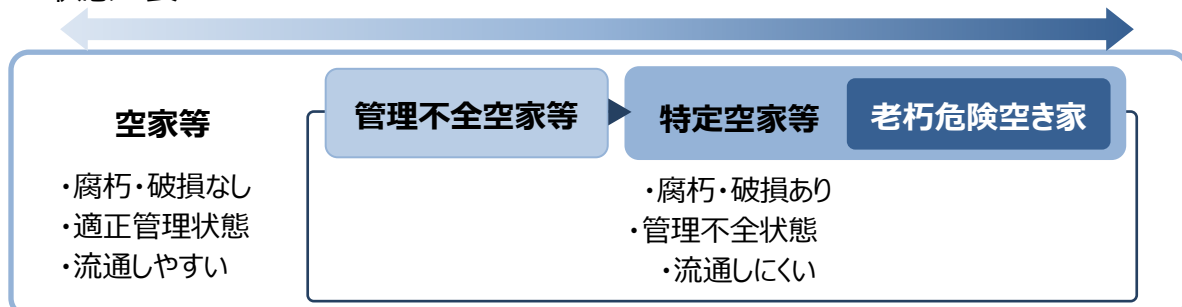 空家等
管理不全空家等
特定空家等
老朽危険空き家
・腐朽・破損なし
・適正管理状態
・流通しやすい
・腐朽・破損あり
・管理不全状態
・流通しにくい